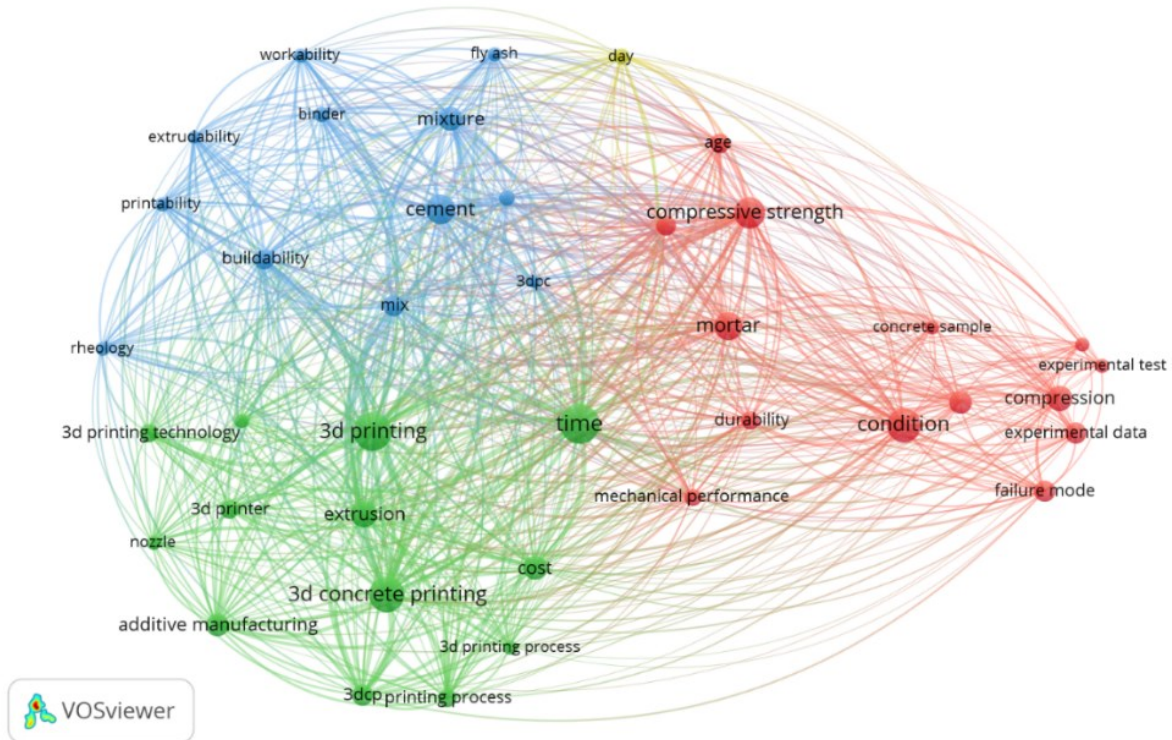 workability
fly ash
day
binder
mixture
extrudability
age
printability
cement
compressive strength
buildability
3dpc
mix
mortar
concrete sample
rheology
experimental test
compression
3d printing technology
3d printing
time
durability
condition
experimental data
mechanical performance
failure mode
3d printer
extrusion
nozzle
cost
3d concrete printing
additive manufacturing
3d printing process
3dcp
printing process
VOSviewer